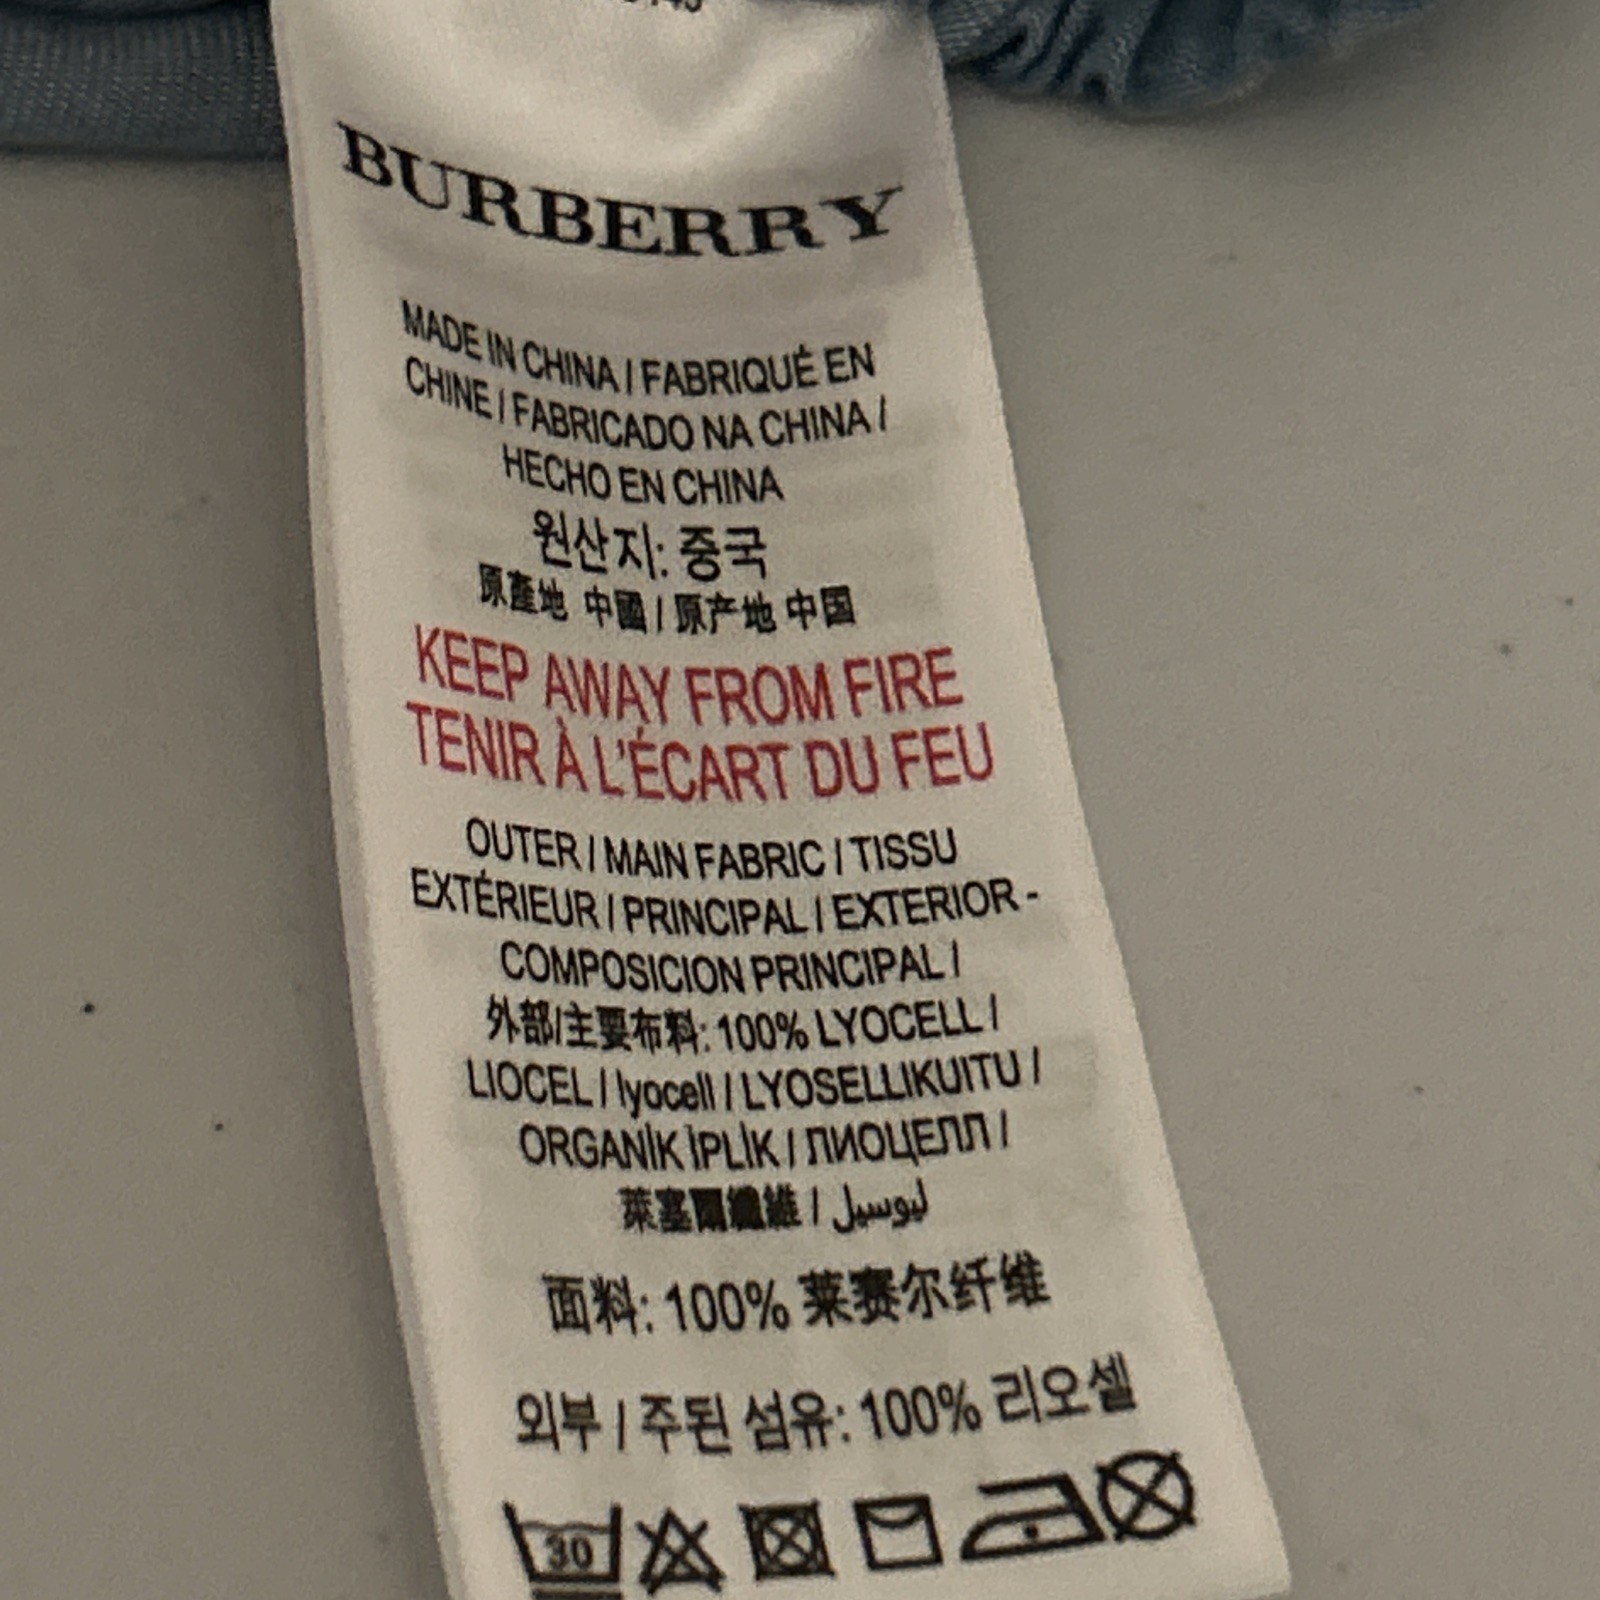 BURBERRY
MADE IN CHINA / FABRIQUÉ EN
CHINE / FABRICADO NA CHINA /
HECHO EN CHINA
원산지: 중국
原產地 中國 / 原产地 中国
KEEP AWAY FROM FIRE
TENIR À L'ÉCART DU FEU
OUTER / MAIN FABRIC / TISSU
EXTÉRIEUR / PRINCIPAL / EXTERIOR -
COMPOSICION PRINCIPAL /
外部/主要布料: 100% LYOCELL /
LIOCEL / lyocell / LYOSELLIKUITU /
ORGANİK İPLİK / ЛИОЦЕЛЛ /
萊塞爾纖維 / ليوسيل
面料: 100% 莱赛尔纤维
외부 / 주된 섬유: 100% 리오셀
30